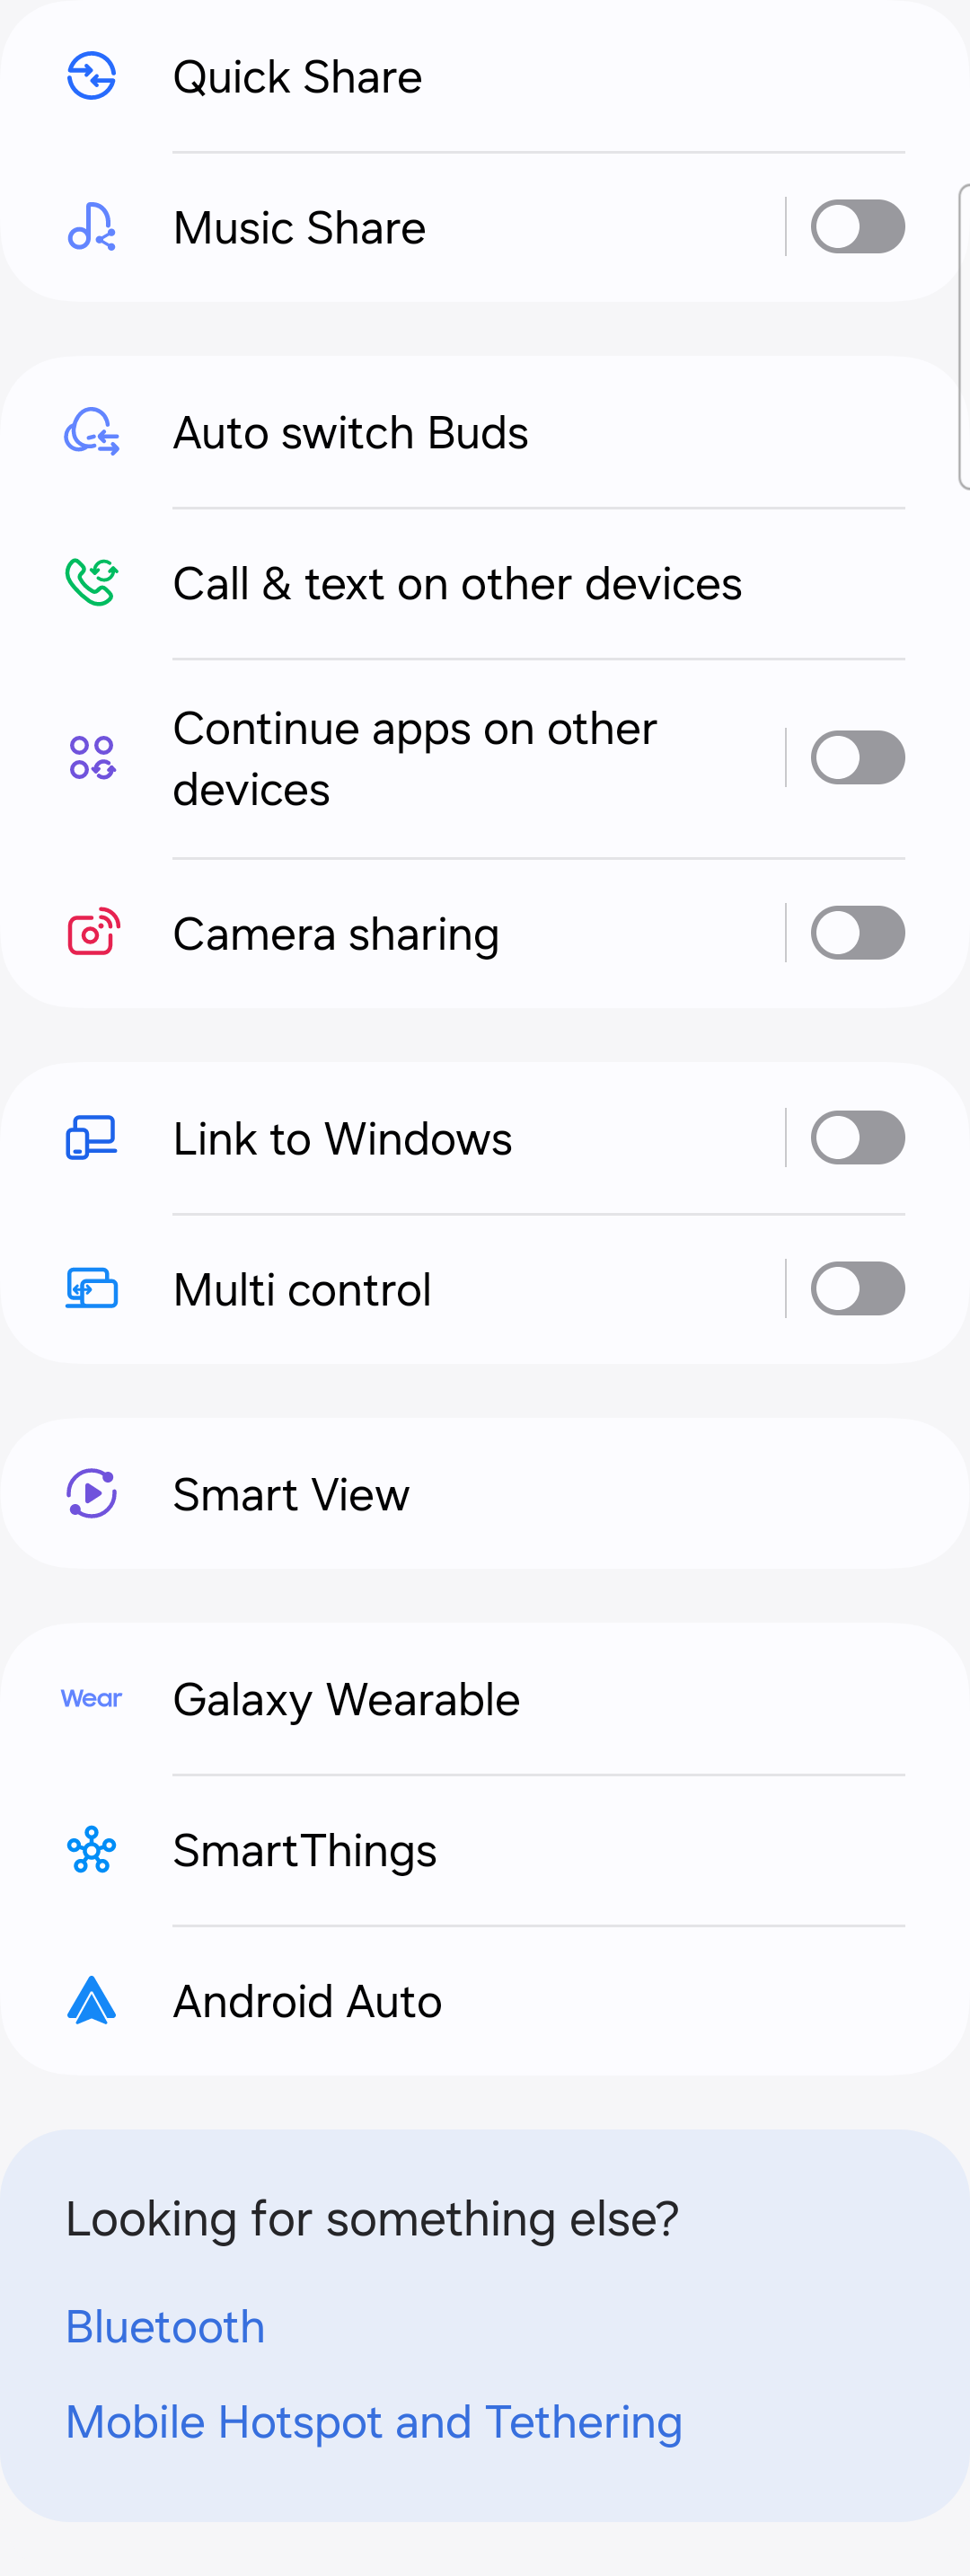 Quick Share
Music Share
Auto switch Buds
Call & text on other devices
Continue apps on other
devices
Camera sharing
Link to Windows
Multi control
Smart View
Wear
Galaxy Wearable
SmartThings
Android Auto
Looking for something else?
Bluetooth
Mobile Hotspot and Tethering